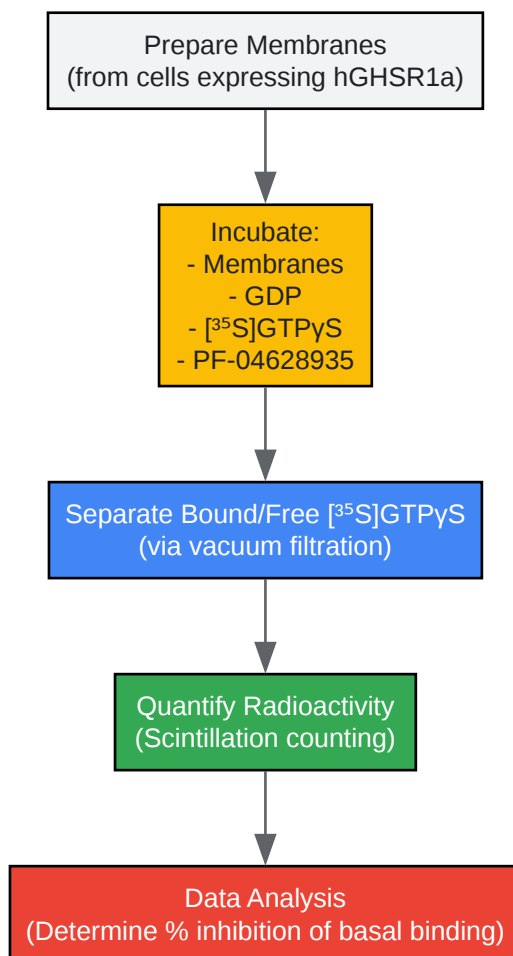 Prepare Membranes
(from cells expressing hGHSR1a)
Incubate:
- Membranes
- GDP
- [³⁵S]GTPγS
- PF-04628935
Separate Bound/Free [³⁵S]GTPγS
(via vacuum filtration)
Quantify Radioactivity
(Scintillation counting)
Data Analysis
(Determine % inhibition of basal binding)